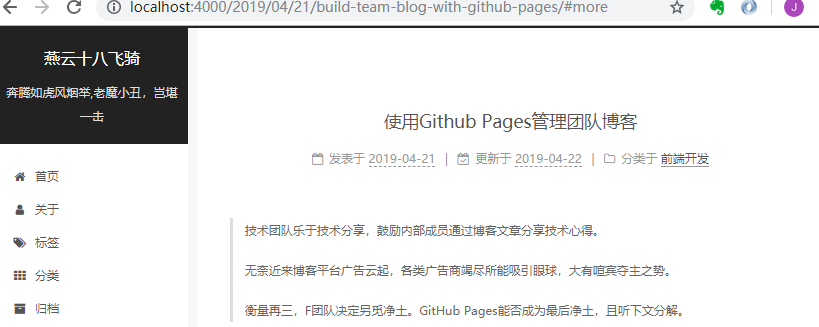 localhost:4000/2019/04/21/build-team-blog-with-github-pages/#more
J
燕云十八飞骑
奔腾如虎风烟举,老魔小丑，岂堪
一击
首页
关于
标签
分类
归档
使用Github Pages管理团队博客
发表于 2019-04-21 | 更新于 2019-04-22 | 分类于 前端开发
技术团队乐于技术分享，鼓励内部成员通过博客文章分享技术心得。
无奈近来博客平台广告云起，各类广告商竭尽所能吸引眼球，大有喧宾夺主之势。
衡量再三，F团队决定另觅净土。GitHub Pages能否成为最后净土，且听下文分解。